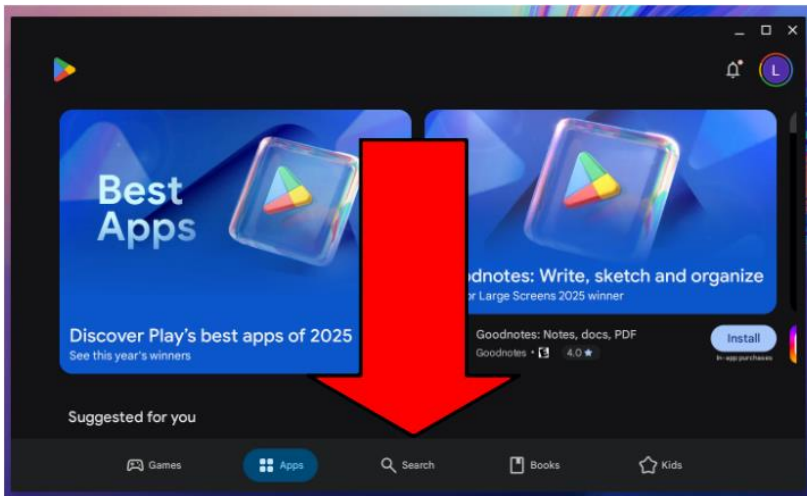 L
Best
Apps
Discover Play's best apps of 2025
See this year's winners
Write, sketch and organize
Large Screens 2025 winner
Goodnotes: Notes, docs, PDF
Goodnotes • 4.0 ★
Install
In-app purchases
Suggested for you
Games
Apps
Search
Books
Kids